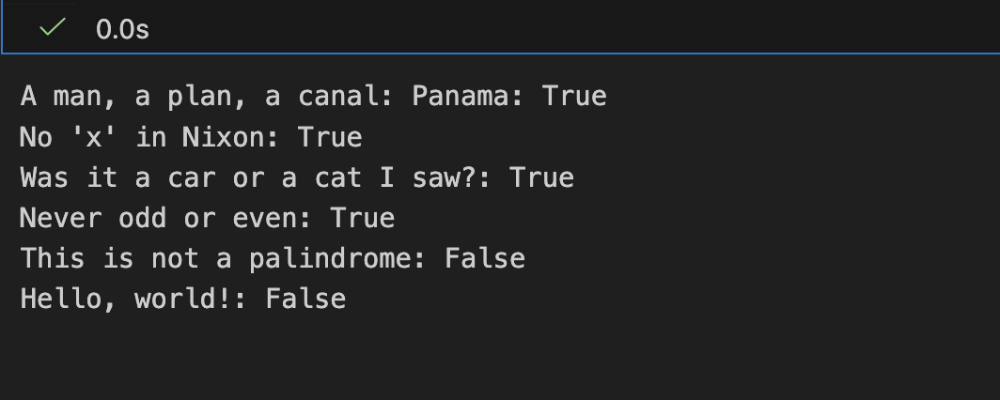 0.0s
A man, a plan, a canal: Panama: True
No 'x' in Nixon: True
Was it a car or a cat I saw?: True
Never odd or even: True
This is not a palindrome: False
Hello, world!: False